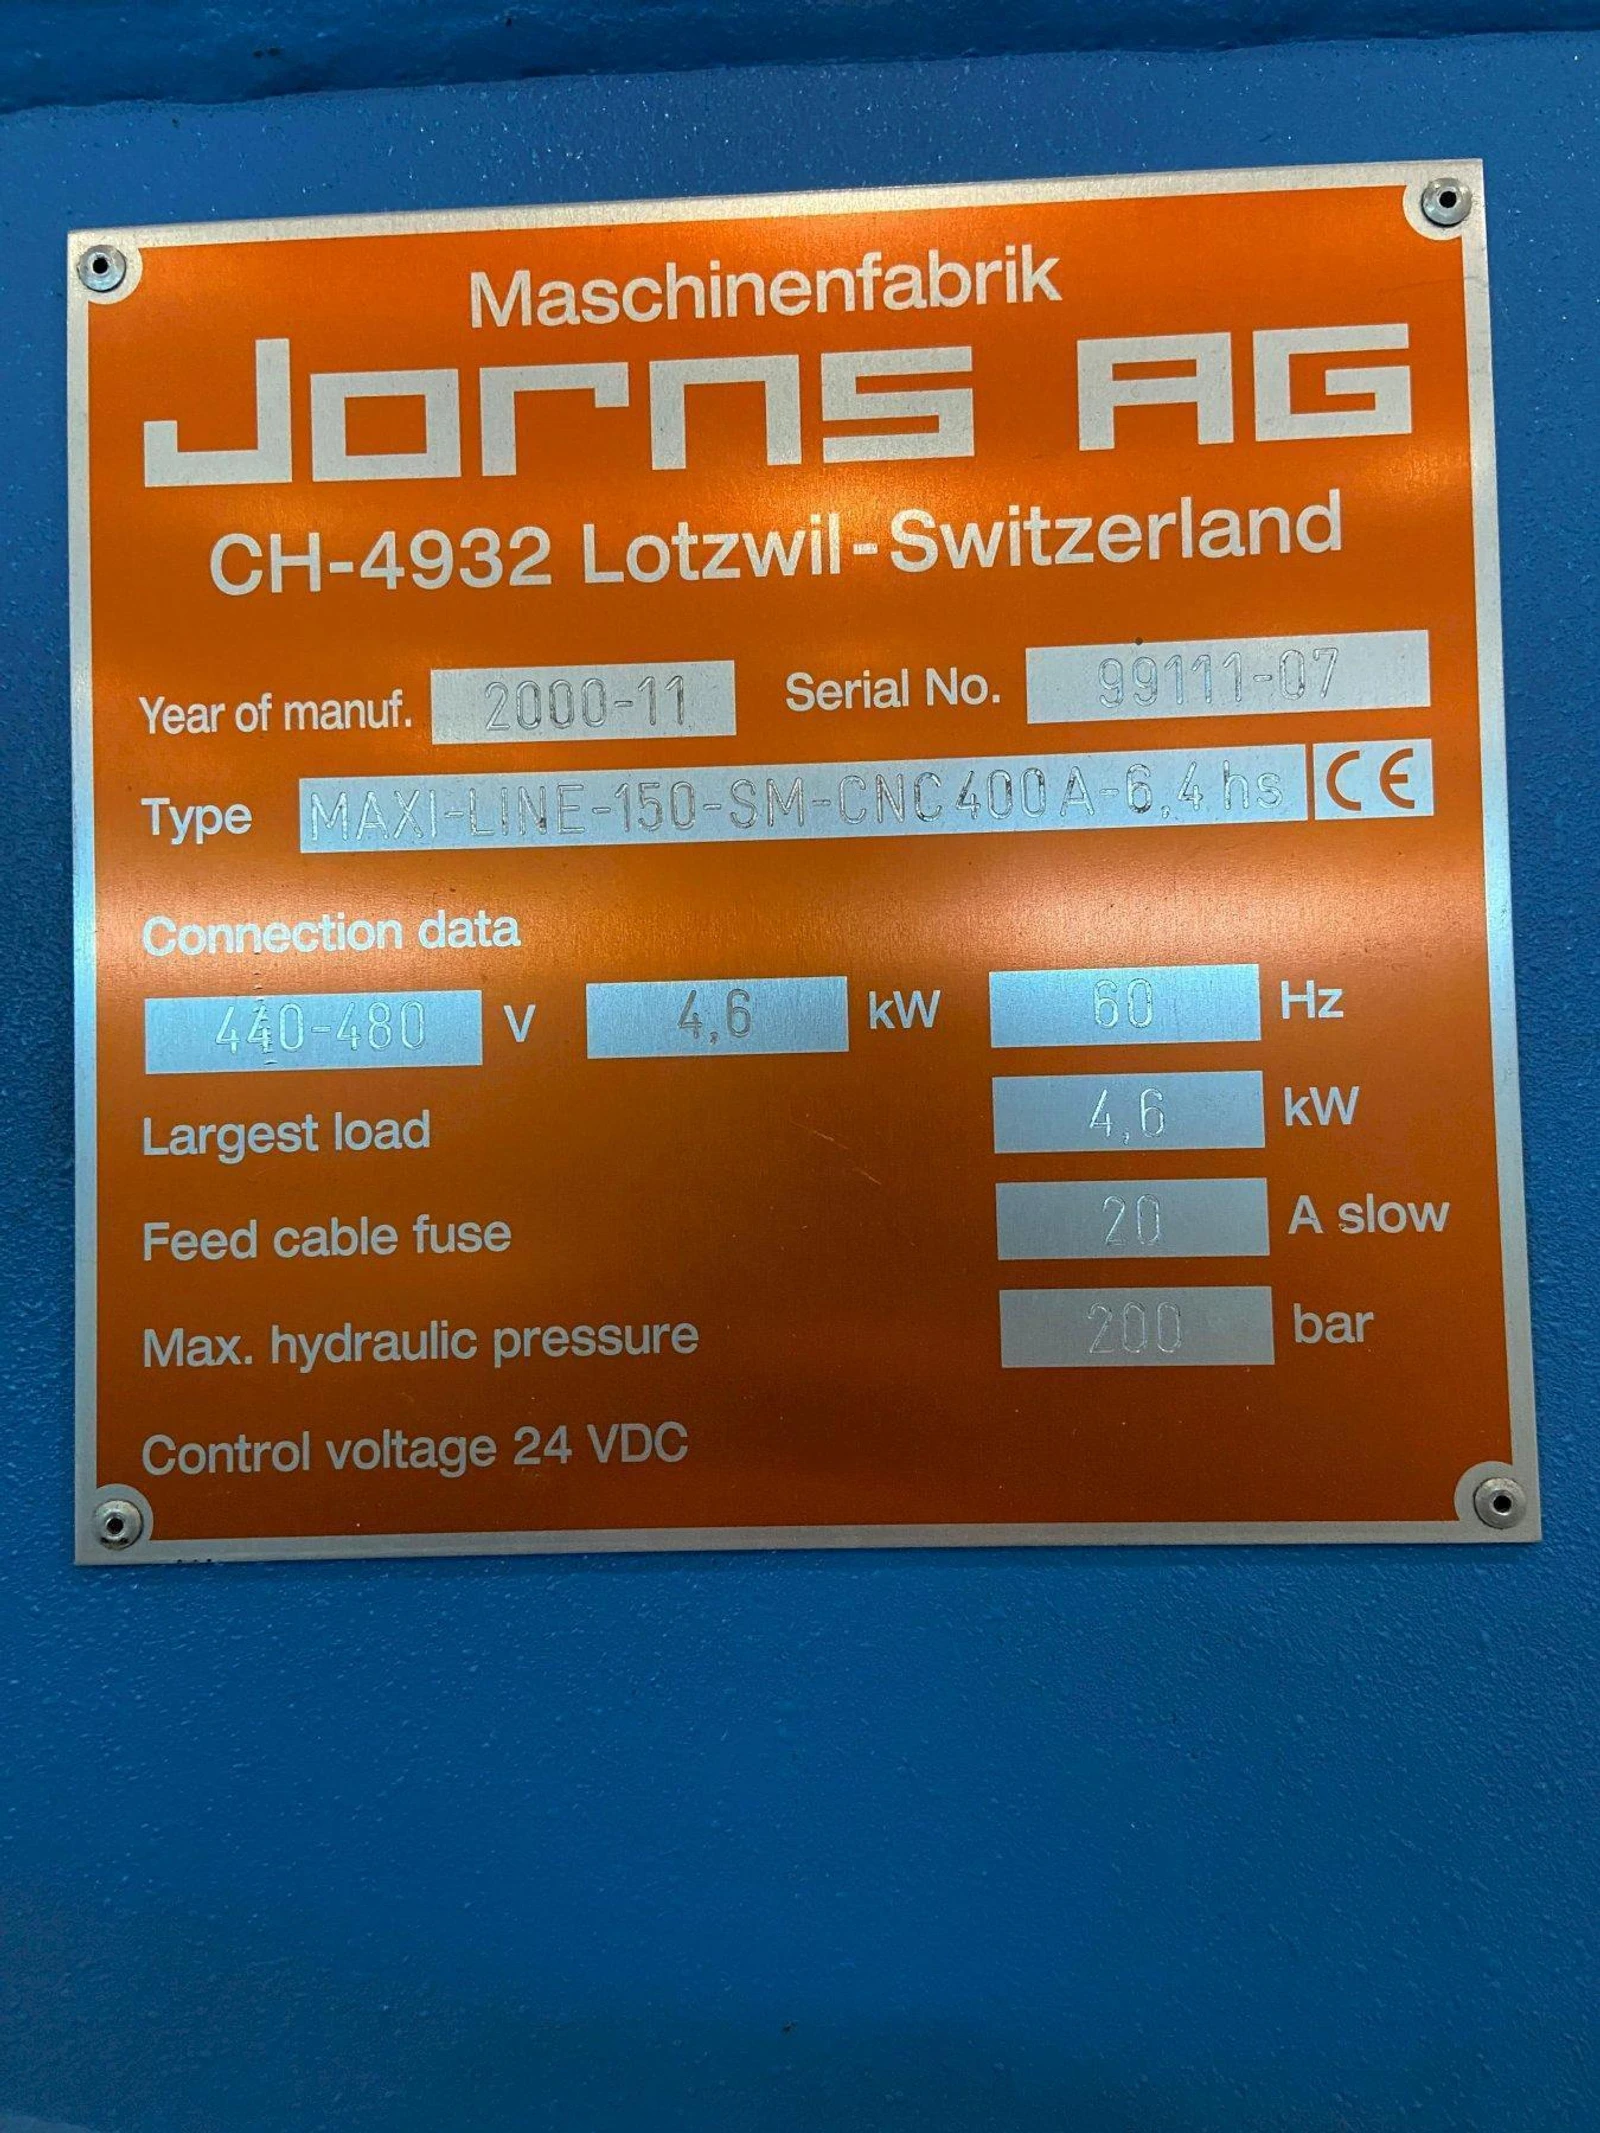 Maschinenfabrik
Jorns AG
CH-4932 Lotzwil-Switzerland
Year of manuf. 2000-11 Serial No. 99111-07
Type MAXI-LINE-150-SM-CNC400A-6,4hs CE
Connection data
440-480 V 4,6 kW 60 Hz
Largest load 4,6 kW
Feed cable fuse 20 A slow
Max. hydraulic pressure 200 bar
Control voltage 24 VDC